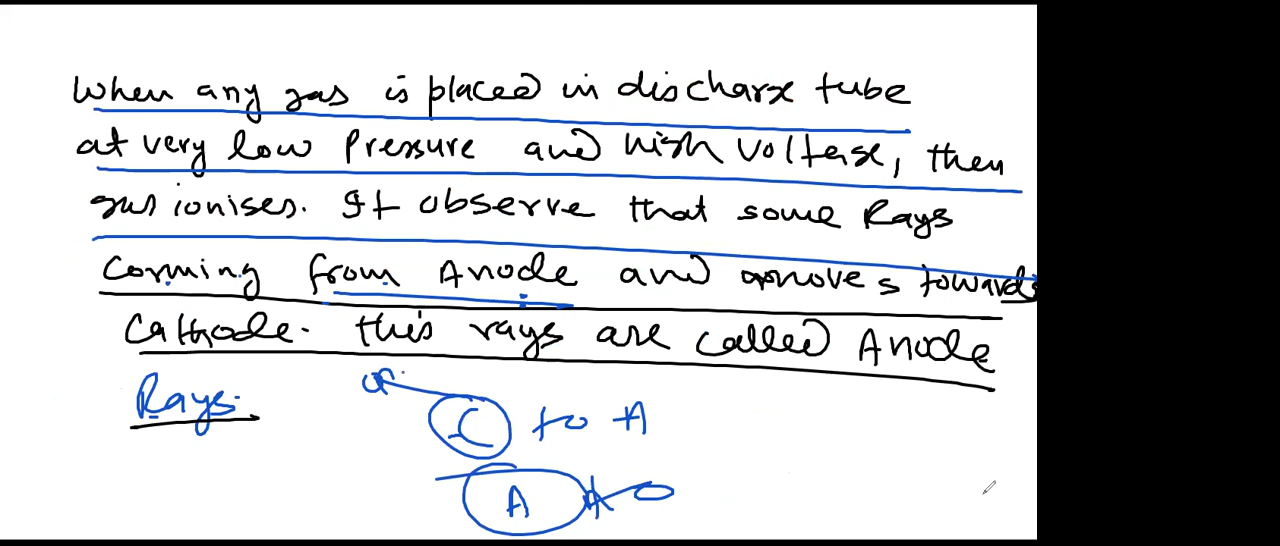 When any gas is placed in discharge tube
at very low Pressure and high voltage, then
gas ionises. It observe that some Rays
Comming from Anode and moves towards
Cathode. this rays are called Anode
Rays.
C to A
A to